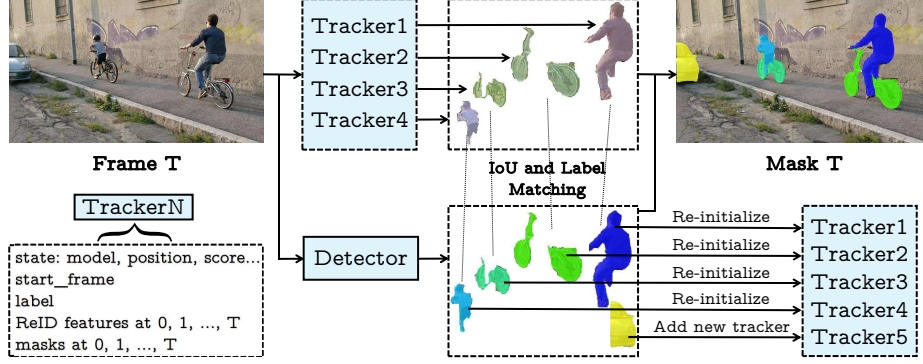 Tracker1
Tracker2
Tracker3
Tracker4
Frame T
IoU and Label
Matching
Mask T
TrackerN
state: model, position, score...
start_frame
label
ReID features at 0, 1, ..., T
masks at 0, 1, ..., T
Detector
Re-initialize
Re-initialize
Re-initialize
Re-initialize
Add new tracker
Tracker1
Tracker2
Tracker3
Tracker4
Tracker5